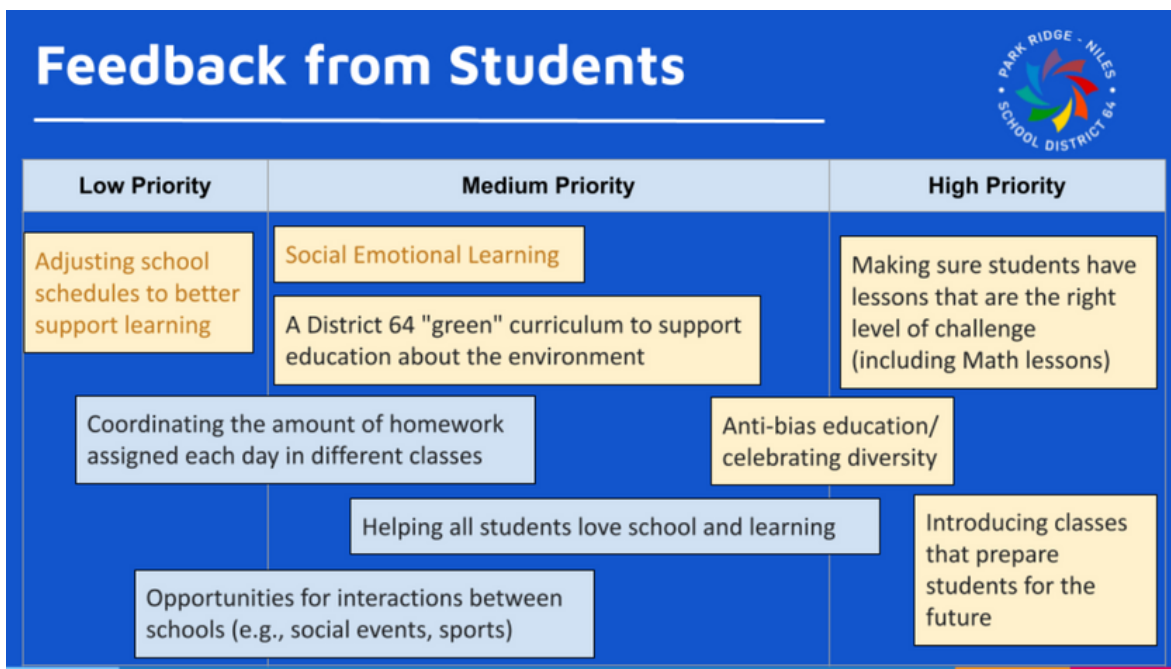 Feedback from Students
PARK RIDGE - NILES
SCHOOL DISTRICT 64
Low Priority
Medium Priority
High Priority
Adjusting school
schedules to better
support learning
Social Emotional Learning
A District 64 "green" curriculum to support
education about the environment
Making sure students have
lessons that are the right
level of challenge
(including Math lessons)
Coordinating the amount of homework
assigned each day in different classes
Anti-bias education/
celebrating diversity
Helping all students love school and learning
Introducing classes
that prepare
students for the
future
Opportunities for interactions between
schools (e.g., social events, sports)